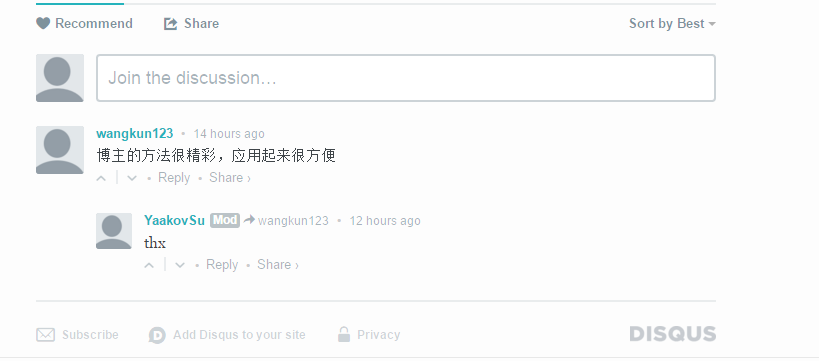 Recommend Share Sort by Best
Join the discussion...
wangkun123 • 14 hours ago
博主的方法很精彩，应用起来很方便
• Reply • Share ›
YaakovSu Mod wangkun123 • 12 hours ago
thx
• Reply • Share ›
Subscribe D Add Disqus to your site Privacy DISQUS